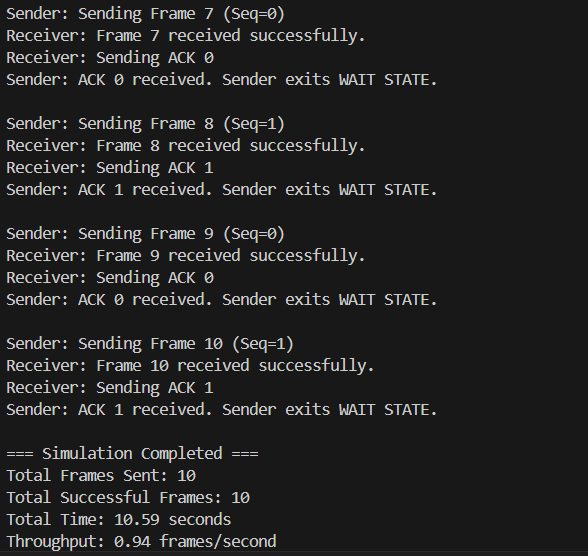 Sender: Sending Frame 7 (Seq=0)
Receiver: Frame 7 received successfully.
Receiver: Sending ACK 0
Sender: ACK 0 received. Sender exits WAIT STATE.
Sender: Sending Frame 8 (Seq=1)
Receiver: Frame 8 received successfully.
Receiver: Sending ACK 1
Sender: ACK 1 received. Sender exits WAIT STATE.
Sender: Sending Frame 9 (Seq=0)
Receiver: Frame 9 received successfully.
Receiver: Sending ACK 0
Sender: ACK 0 received. Sender exits WAIT STATE.
Sender: Sending Frame 10 (Seq=1)
Receiver: Frame 10 received successfully.
Receiver: Sending ACK 1
Sender: ACK 1 received. Sender exits WAIT STATE.
=== Simulation Completed ===
Total Frames Sent: 10
Total Successful Frames: 10
Total Time: 10.59 seconds
Throughput: 0.94 frames/second